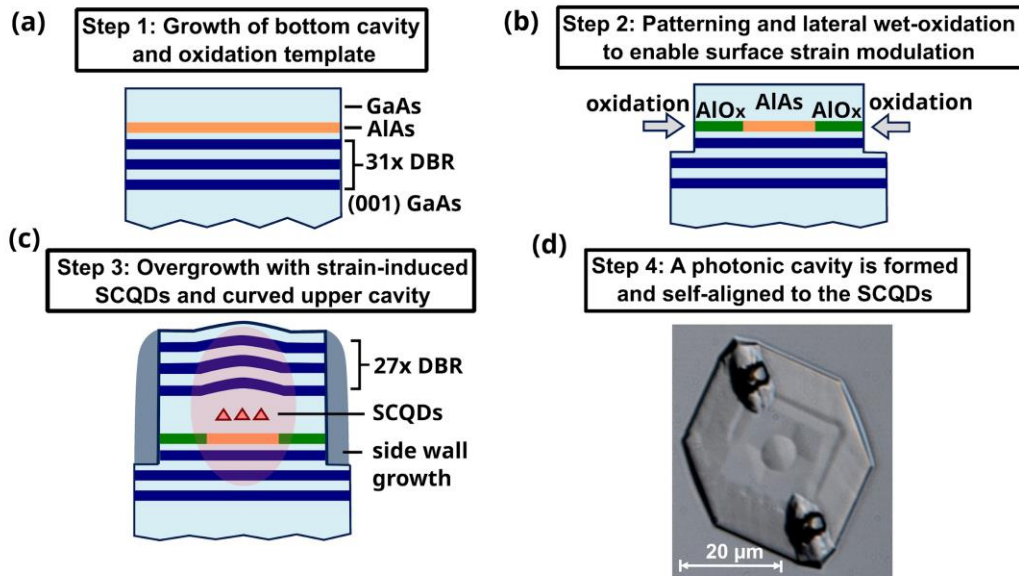 (a)
Step 1: Growth of bottom cavity
and oxidation template
GaAs
AlAs
31x DBR
(001) GaAs
(b)
Step 2: Patterning and lateral wet-oxidation
to enable surface strain modulation
oxidation AlOx AlAs AlOx oxidation
(c)
Step 3: Overgrowth with strain-induced
SCQDs and curved upper cavity
27x DBR
SCQDs
side wall
growth
(d)
Step 4: A photonic cavity is formed
and self-aligned to the SCQDs
20 µm